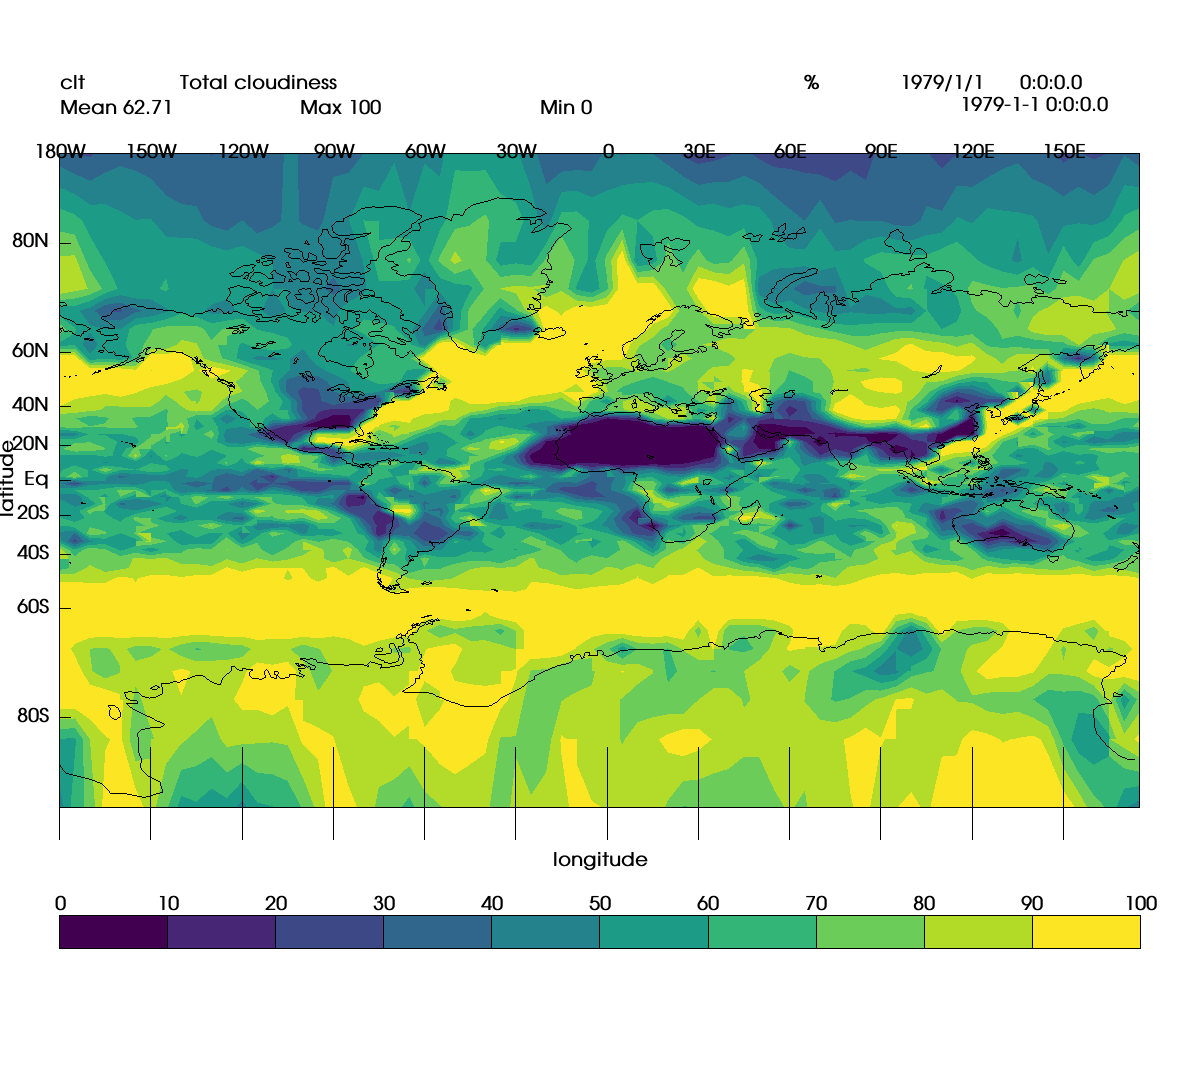 clt Total cloudiness % 1979/1/1 0:0:0.0
Mean 62.71 Max 100 Min 0 1979-1-1 0:0:0.0
180W 150W 120W 90W 60W 30W 0 30E 60E 90E 120E 150E
80N
60N
40N
20N
Eq
20S
40S
60S
80S
latitude
longitude
0 10 20 30 40 50 60 70 80 90 100